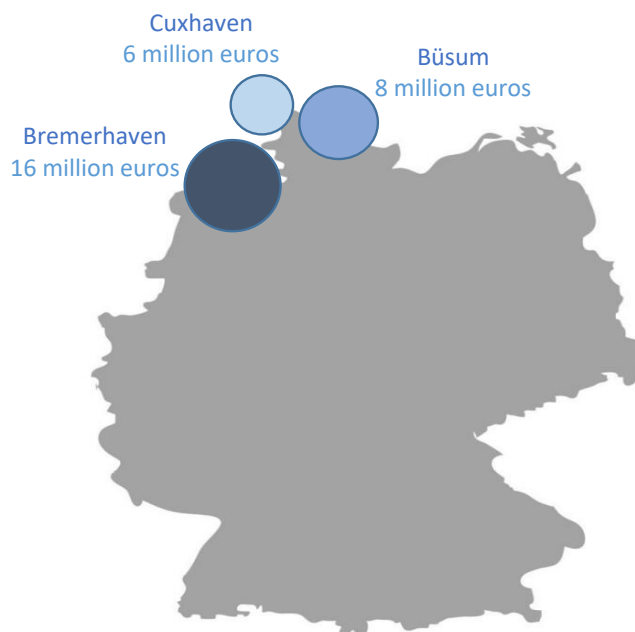 Cuxhaven
6 million euros
Büsum
8 million euros
Bremerhaven
16 million euros